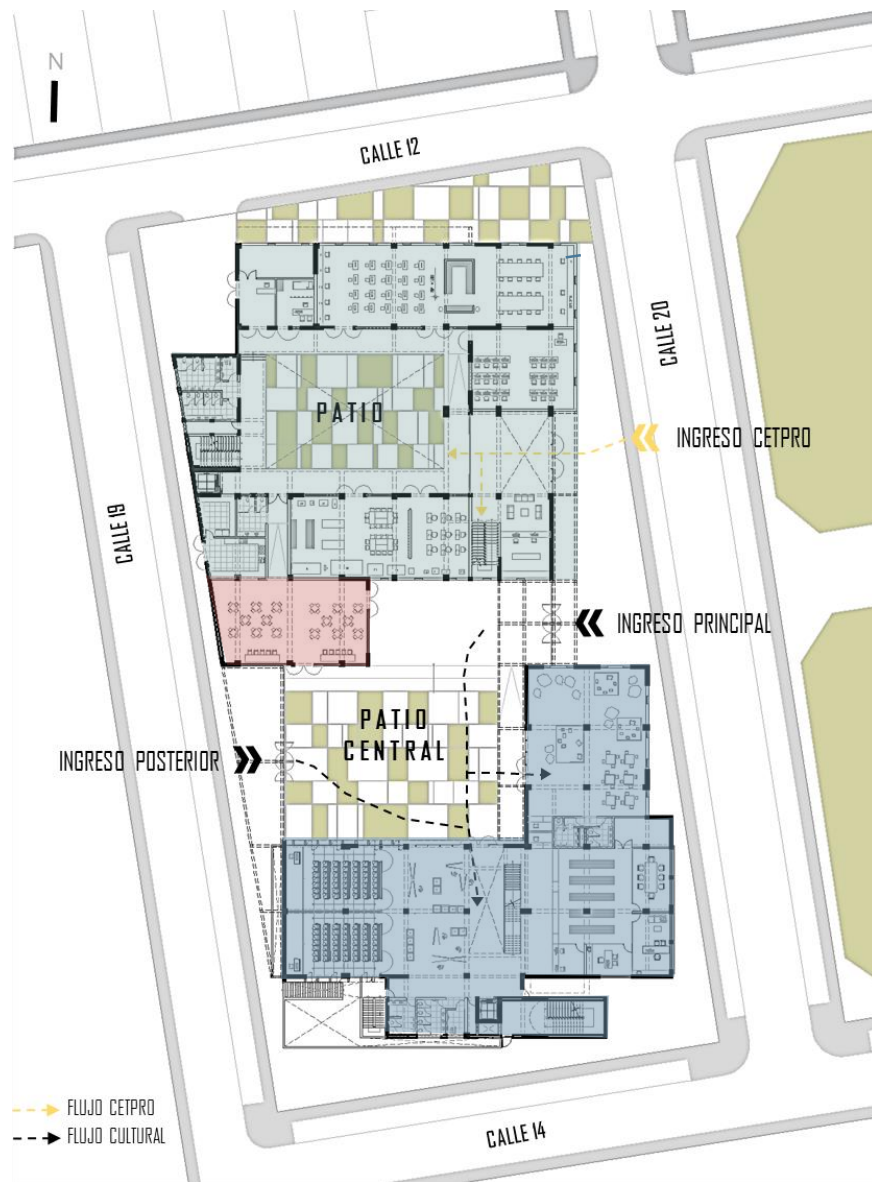 N
CALLE 12
CALLE 20
PATIO
INGRESO CETPRO
CALLE 19
INGRESO PRINCIPAL
PATIO
CENTRAL
INGRESO POSTERIOR
FLUJO CETPRO
FLUJO CULTURAL
CALLE 14